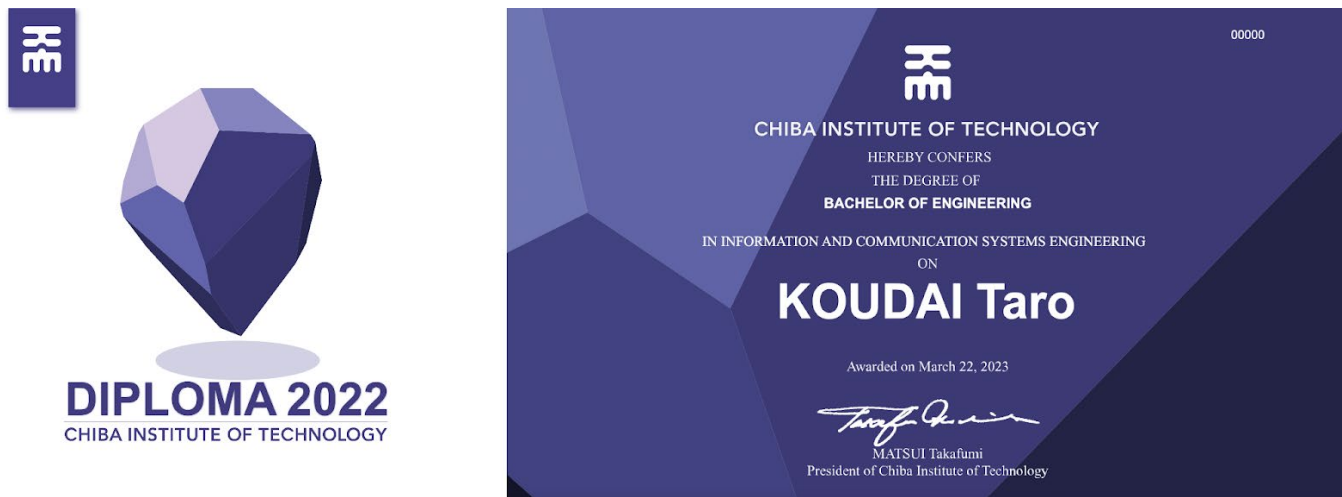 DIPLOMA 2022
CHIBA INSTITUTE OF TECHNOLOGY
00000
CHIBA INSTITUTE OF TECHNOLOGY
HEREBY CONFERS
THE DEGREE OF
BACHELOR OF ENGINEERING
IN INFORMATION AND COMMUNICATION SYSTEMS ENGINEERING
ON
KOUDAI Taro
Awarded on March 22, 2023
MATSUI Takafumi
President of Chiba Institute of Technology